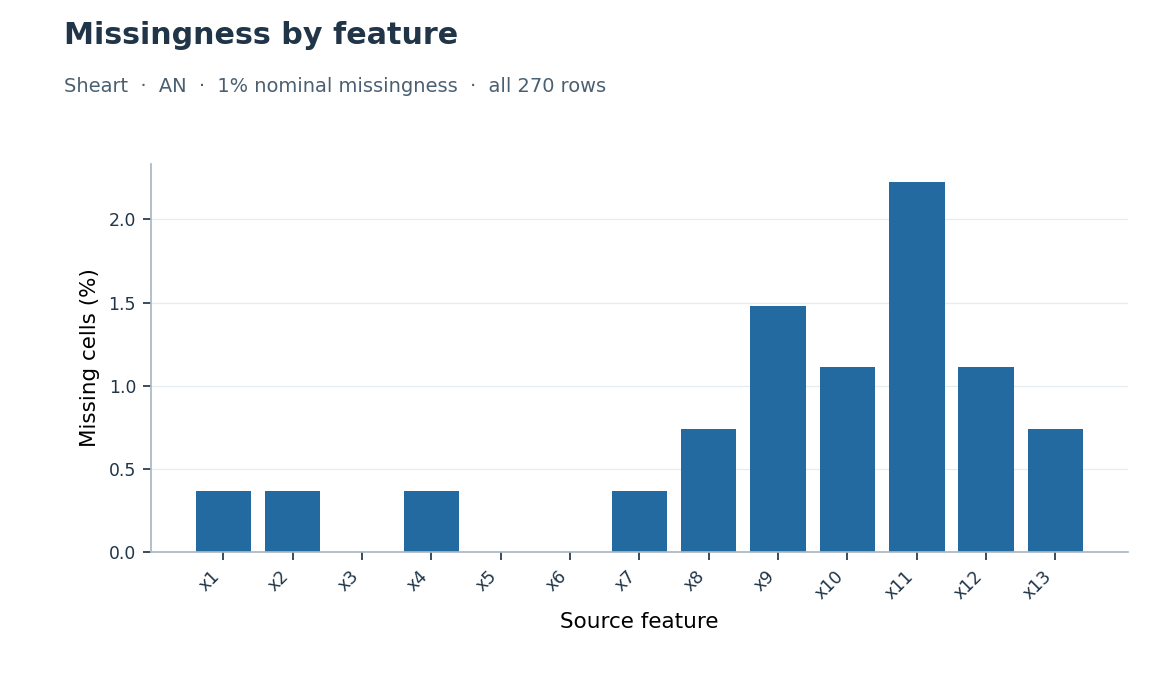 Missingness by feature
Sheart · AN · 1% nominal missingness · all 270 rows
Missing cells (%)
2.0
1.5
1.0
0.5
0.0
x1 x2 x3 x4 x5 x6 x7 x8 x9 x10 x11 x12 x13
Source feature